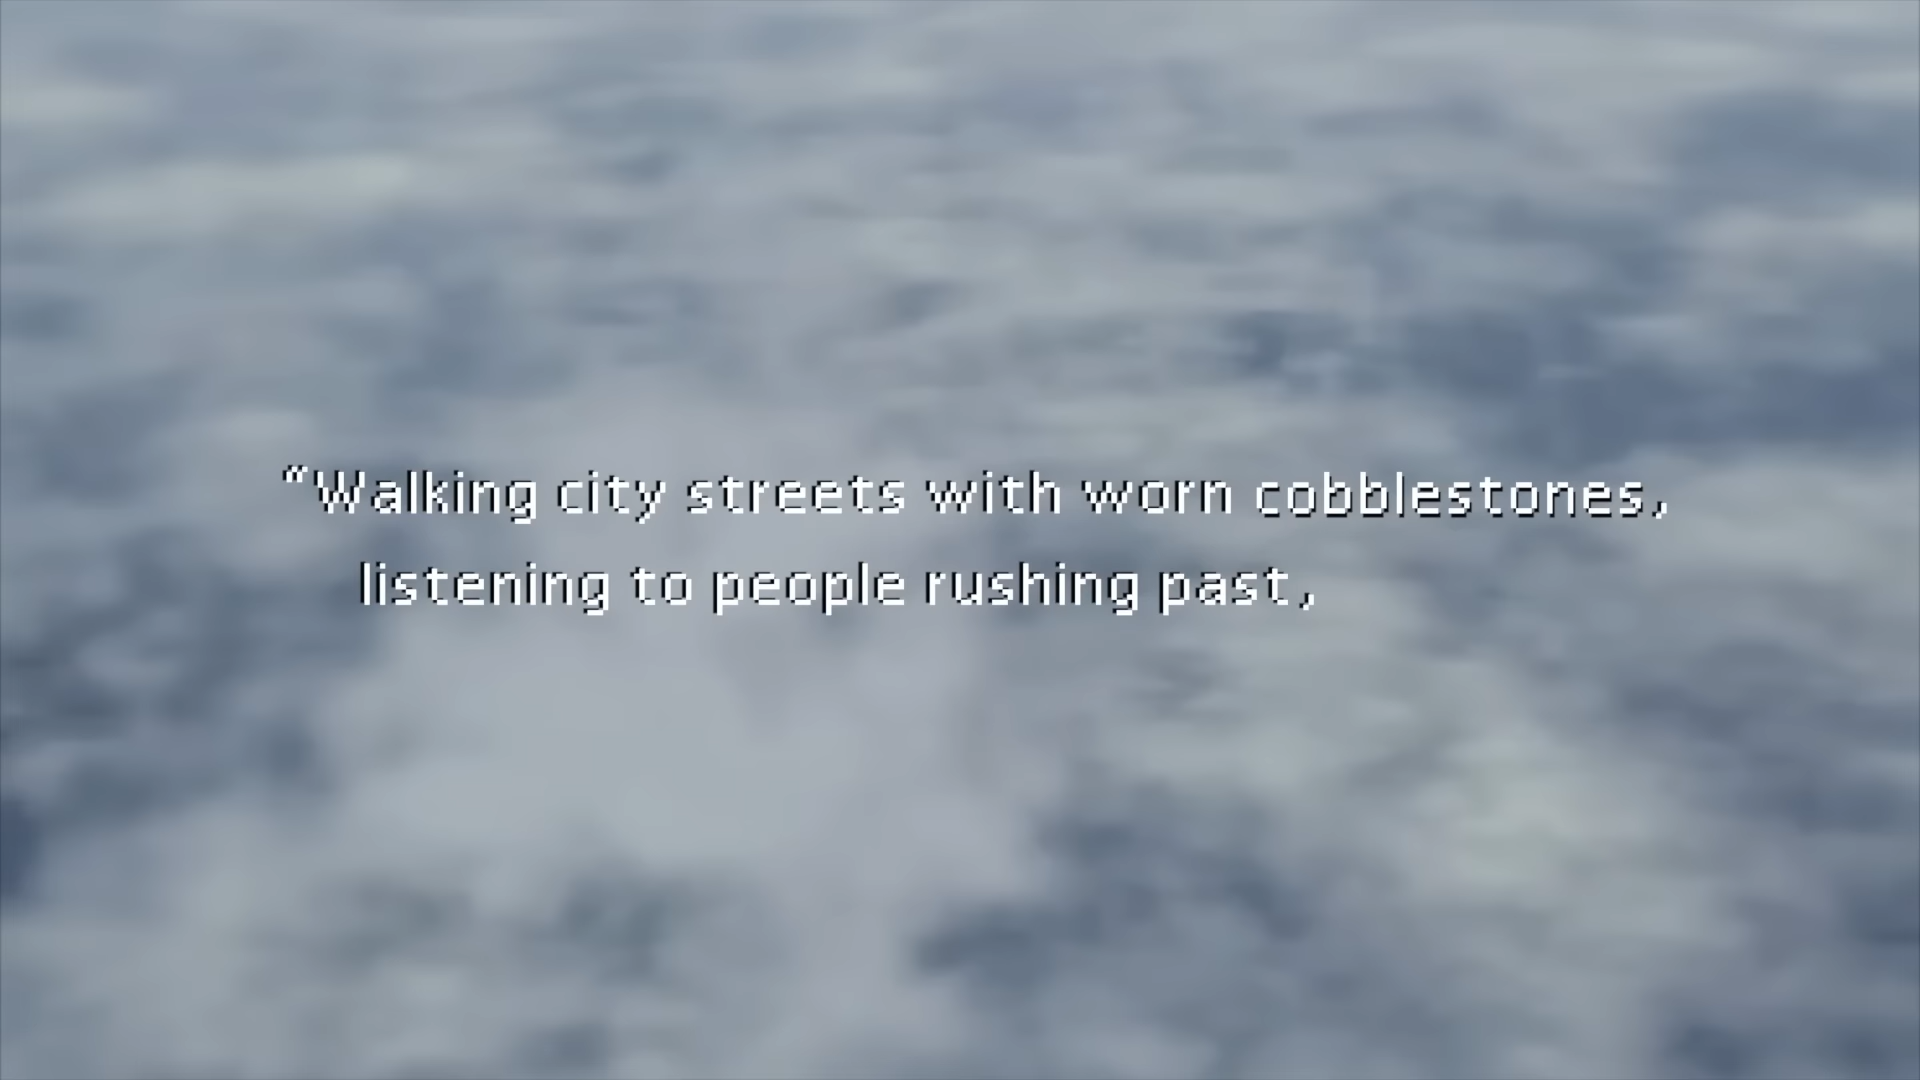 “Walking city streets with worn cobblestones,
listening to people rushing past,